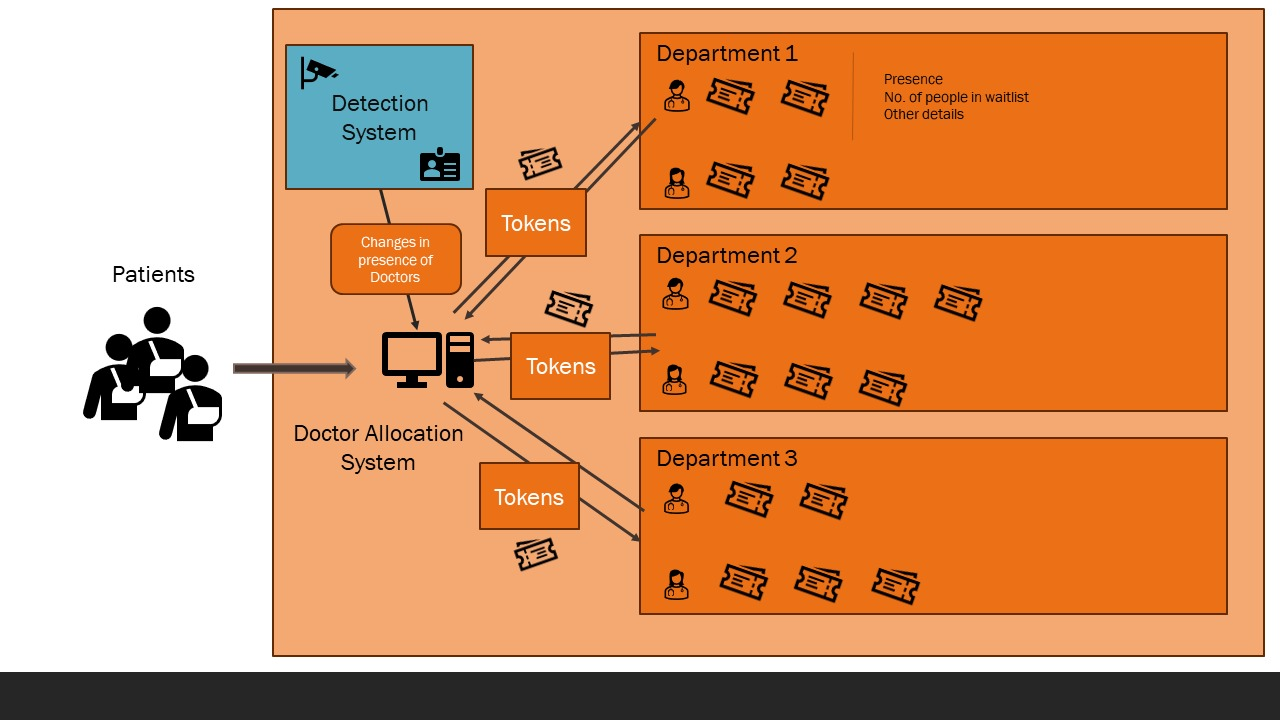 Detection
System
Changes in
presence of
Doctors
Patients
Doctor Allocation
System
Tokens
Tokens
Tokens
Department 1
Presence
No. of people in waitlist
Other details
Department 2
Department 3